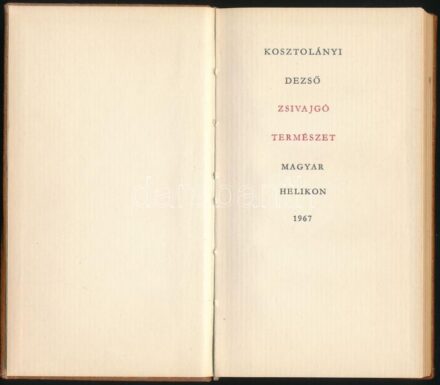 KOSZTOLÁNYI
DEZSŐ
ZSIVAJGÓ
TERMÉSZET
MAGYAR
HELIKON
1967